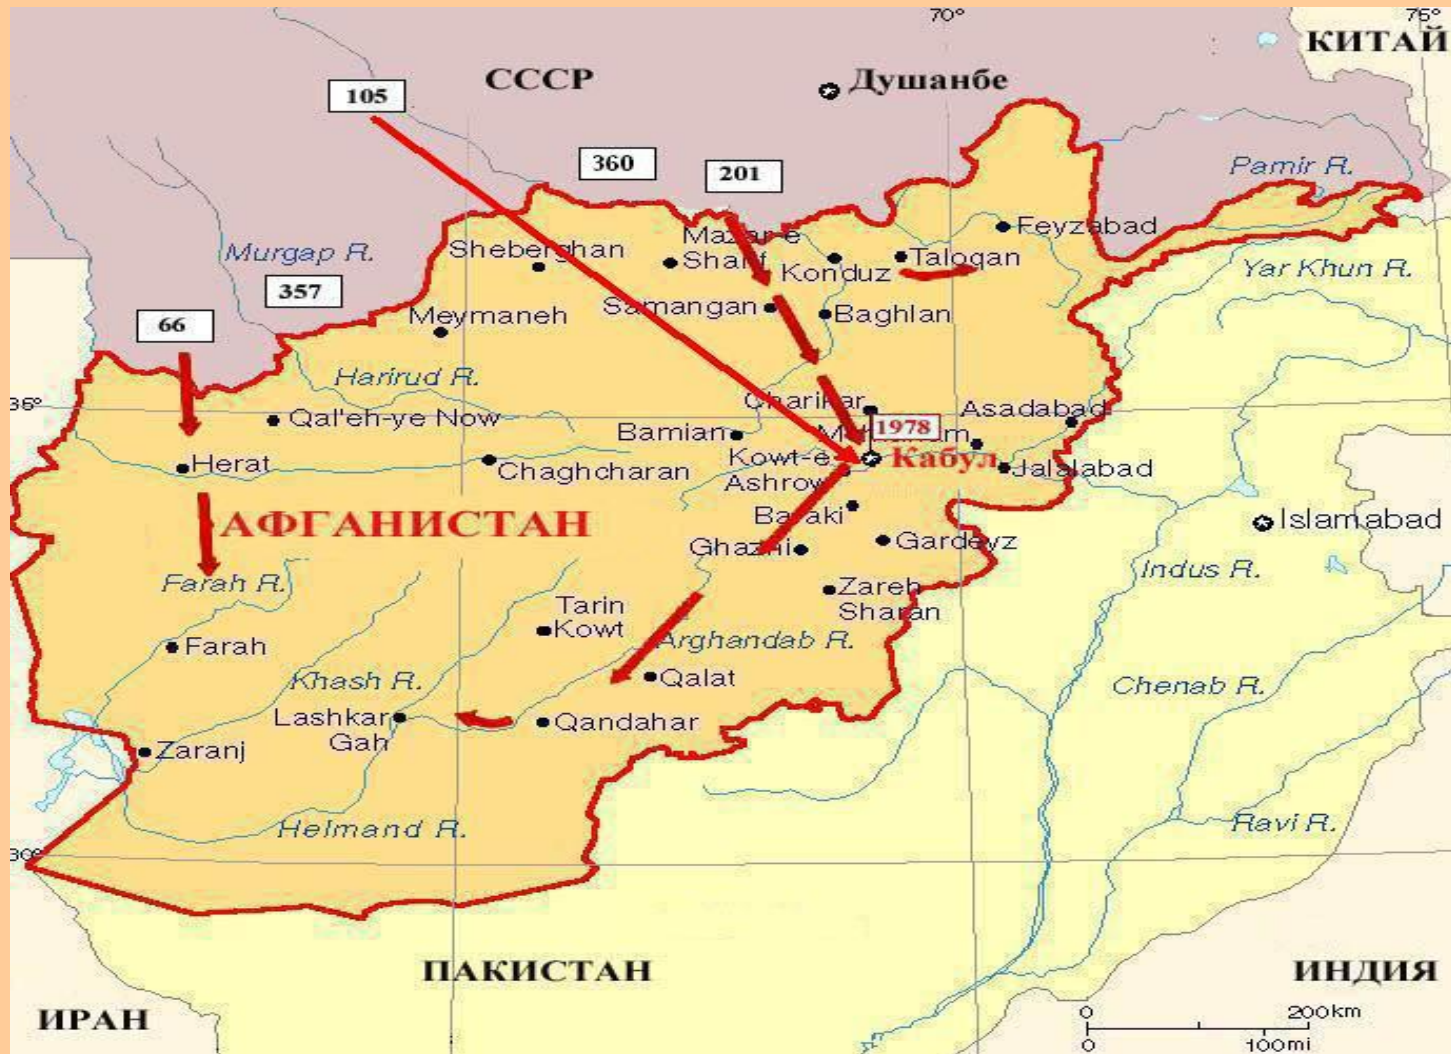 70°
75°
КИТАЙ
СССР
Душанбе
105
360
201
Pamir R.
Feyzabad
Murgap R.
Sheberghan
Mazar-e
Sharif
Konduz
Taloqan
Yar Khun R.
357
66
Meymaneh
Samangan
Baghlan
Harirud R.
35°
Qal'eh-ye Now
Charikar
Asadabad
1978
Bamian
Herat
Chaghcharan
Kowt-e
Ashrow
Кабул
Jalalabad
АФГАНИСТАН
Baraki
Islamabad
Ghazni
Gardeyz
Farah R.
Indus R.
Zareh
Sharan
Tarin
Kowt
Farah
Arghandab R.
Khash R.
Qalat
Chenab R.
Lashkar
Gah
Qandahar
Zaranj
Helmand R.
Ravi R.
30°
ПАКИСТАН
ИНДИЯ
ИРАН
0 200km
0 100mi